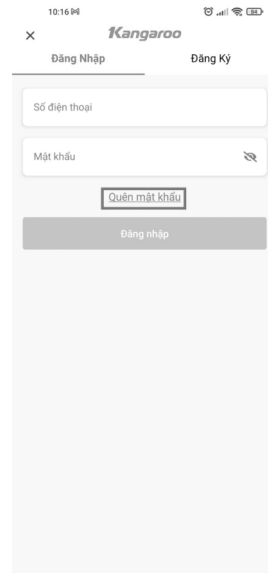 10:16
Kangaroo
Đăng Nhập Đăng Ký
Số điện thoại
Mật khẩu
Quên mật khẩu
Đăng nhập